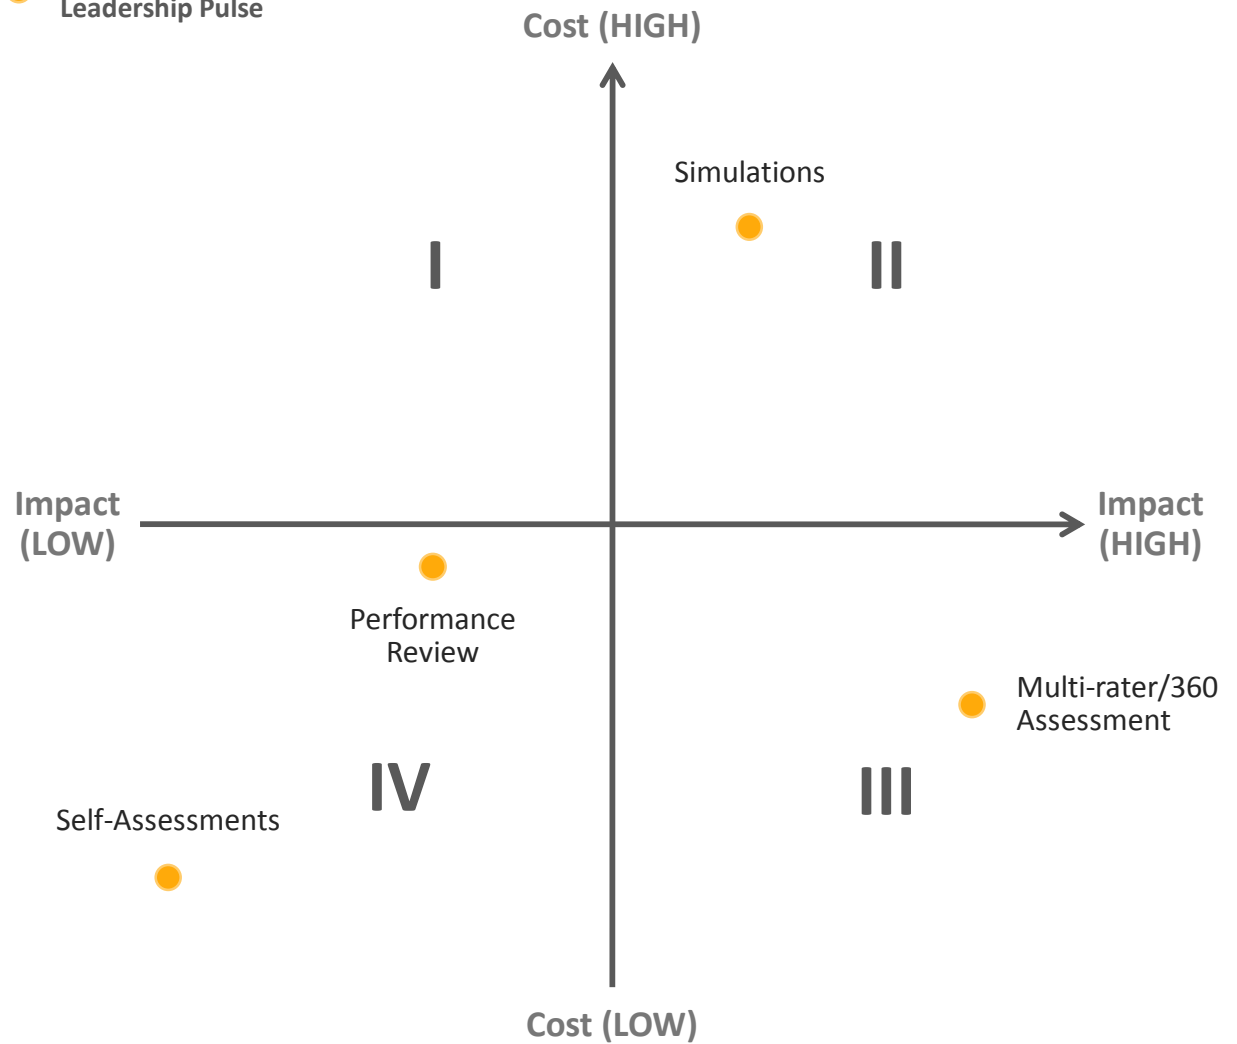 Leadership Pulse
Cost (HIGH)
Simulations
I
II
Impact
(LOW)
Impact
(HIGH)
Performance
Review
Multi-rater/360
Assessment
IV
III
Self-Assessments
Cost (LOW)